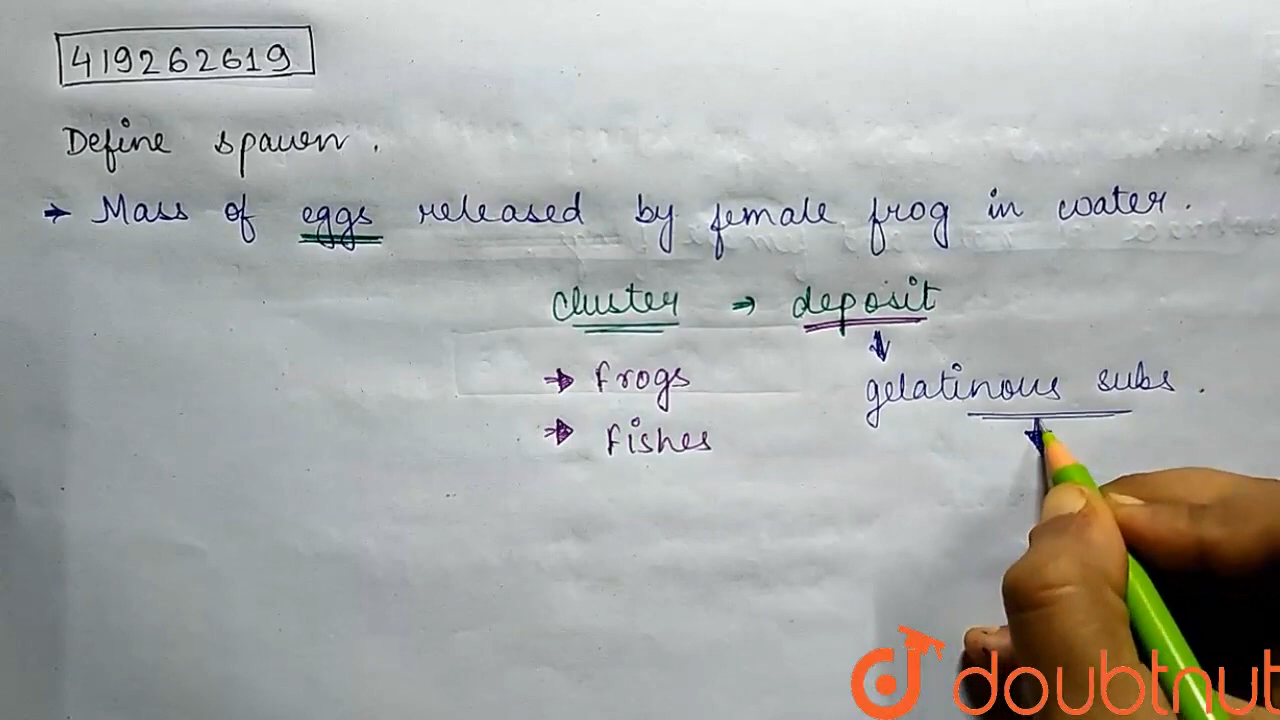 419262619
Define spawn.
→ Mass of eggs released by female frog in water.
cluster → deposit
→ frogs
gelatinous subs.
→ fishes
doubtnut